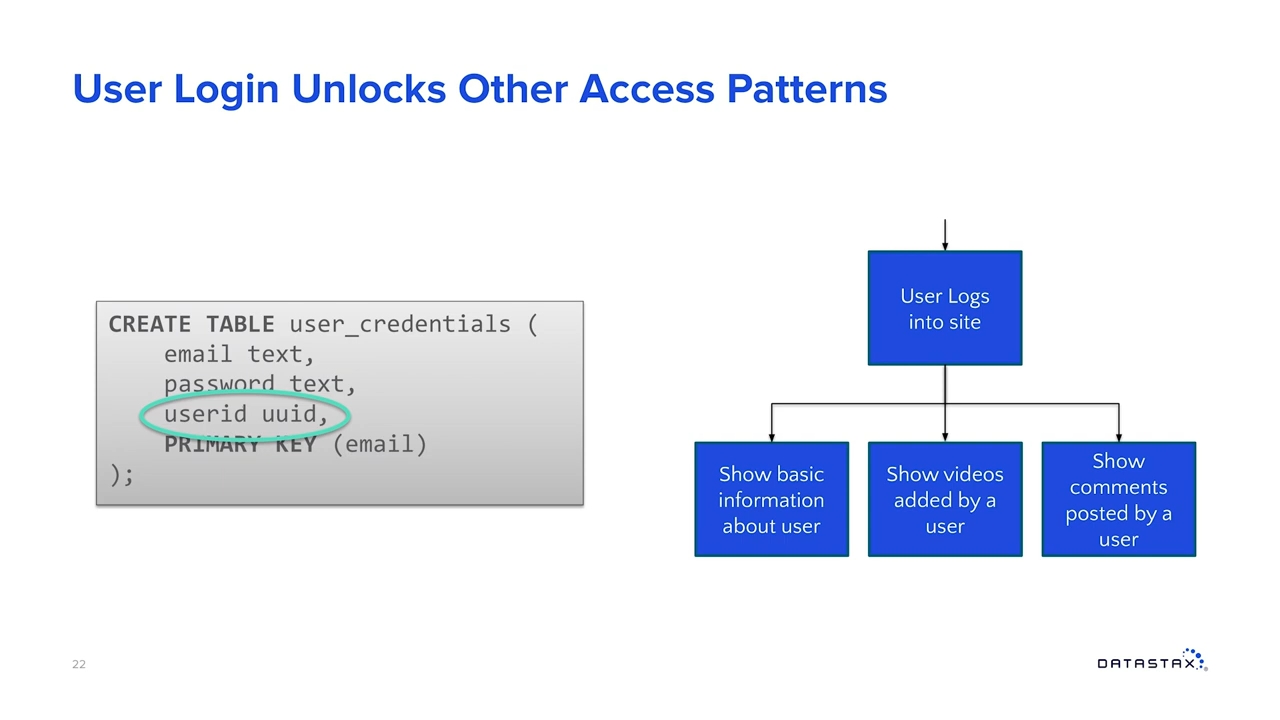 User Login Unlocks Other Access Patterns
CREATE TABLE user_credentials (
email text,
password text,
userid uuid,
PRIMARY KEY (email)
);
User Logs
into site
Show basic
information
about user
Show videos
added by a
user
Show
comments
posted by a
user
22
DATASTAX